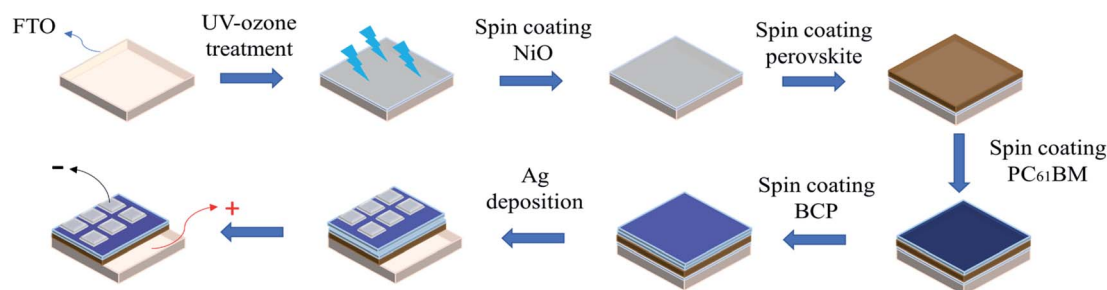 FTO
UV-ozone
treatment
Spin coating
NiO
Spin coating
perovskite
Spin coating
PC₆₁BM
Spin coating
BCP
Ag
deposition
-
+